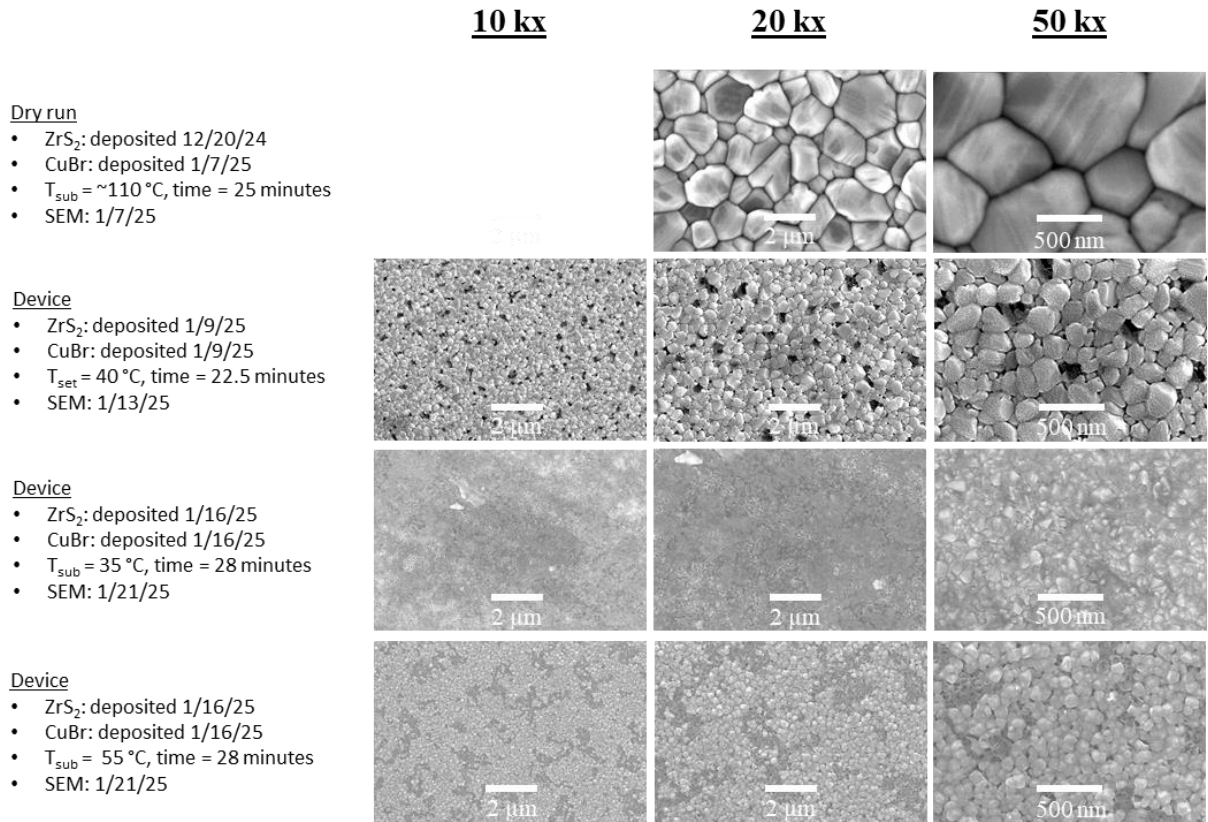 10 kx
20 kx
50 kx
Dry run
• ZrS₂: deposited 12/20/24
• CuBr: deposited 1/7/25
• Tsub = ~110 °C, time = 25 minutes
• SEM: 1/7/25
2 μm
500 nm
Device
• ZrS₂: deposited 1/9/25
• CuBr: deposited 1/9/25
• Tset = 40 °C, time = 22.5 minutes
• SEM: 1/13/25
2 μm
2 μm
500 nm
Device
• ZrS₂: deposited 1/16/25
• CuBr: deposited 1/16/25
• Tsub = 35 °C, time = 28 minutes
• SEM: 1/21/25
2 μm
2 μm
500 nm
Device
• ZrS₂: deposited 1/16/25
• CuBr: deposited 1/16/25
• Tsub = 55 °C, time = 28 minutes
• SEM: 1/21/25
2 μm
2 μm
500 nm